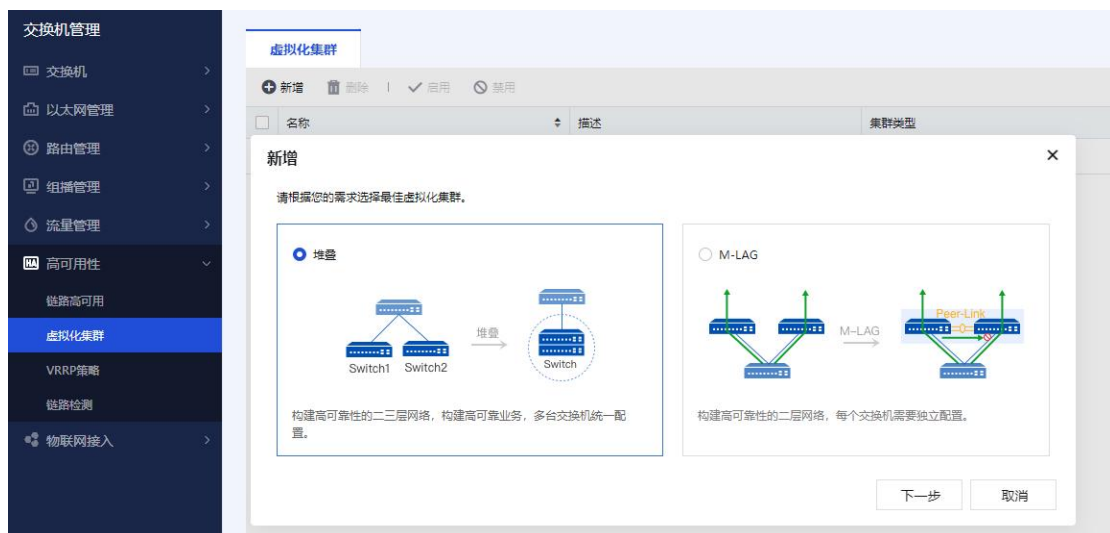 交换机管理
交换机
以太网管理
路由管理
组播管理
流量管理
HA 高可用性
链路高可用
虚拟化集群
VRRP策略
链路检测
物联网接入
虚拟化集群
新增 删除 启用 禁用
名称 描述 集群类型
新增
请根据您的需求选择最佳虚拟化集群。
堆叠
堆叠
Switch1 Switch2 Switch
构建高可靠性的二三层网络，构建高可靠业务，多台交换机统一配
置。
M-LAG
Peer-Link
M-LAG
构建高可靠性的二层网络，每个交换机需要独立配置。
下一步 取消